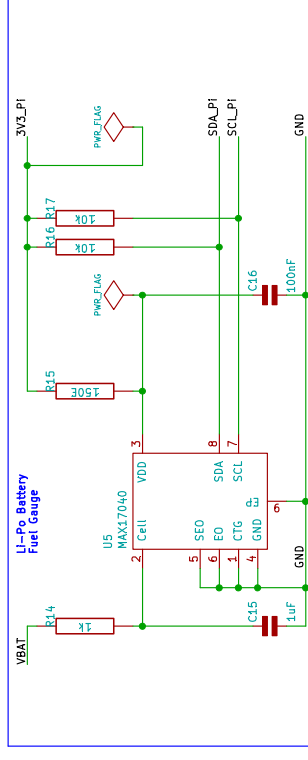 3V3_Pi
PWR_FLAG
SDA_Pi
SCL_Pi
GND
R17
10k
R16
10k
PWR_FLAG
C16
100nF
R15
150E
3
8
7
VDD
SDA
SCL
Li-Po Battery
Fuel Gauge
U5
MAX17040
EP
6
Cell
SEO
EO
CTG
GND
2
5
6
1
4
GND
R14
1k
C15
1uF
VBAT